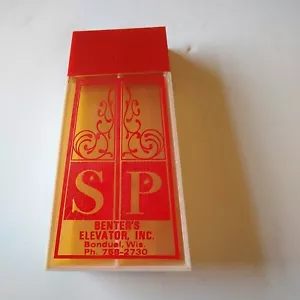 S P
BENTER'S
ELEVATOR, INC.
Bonduel, Wis.
Ph. 758-2730